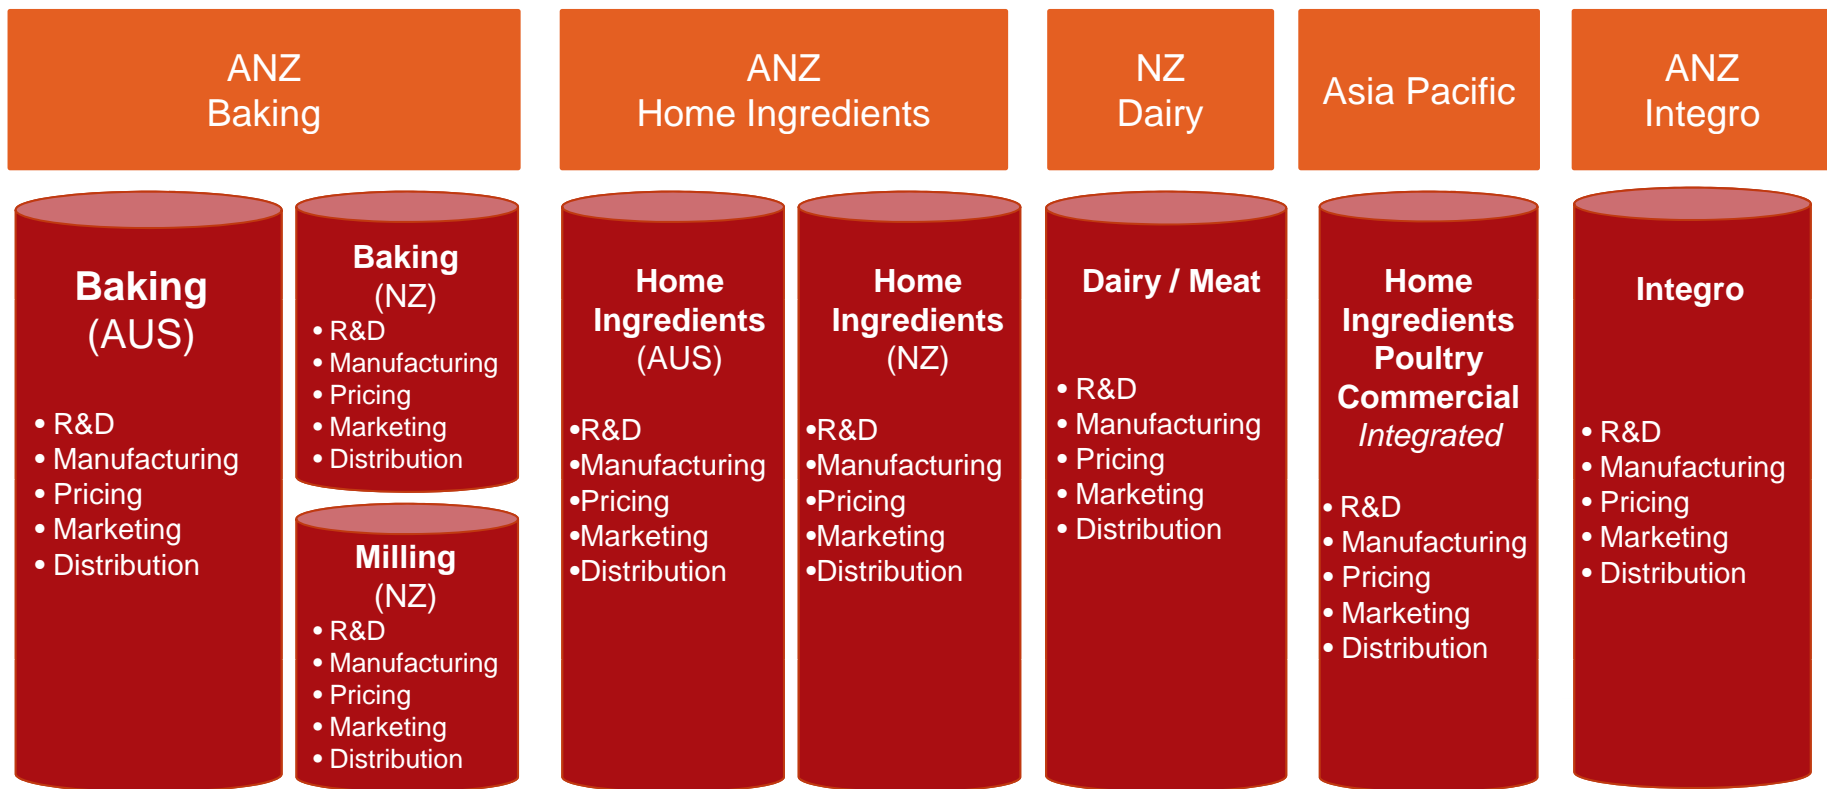 ANZ
Baking
ANZ
Home Ingredients
NZ
Dairy
Asia Pacific
ANZ
Integro
Baking
(AUS)
• R&D
• Manufacturing
• Pricing
• Marketing
• Distribution
Baking
(NZ)
• R&D
• Manufacturing
• Pricing
• Marketing
• Distribution
Milling
(NZ)
• R&D
• Manufacturing
• Pricing
• Marketing
• Distribution
Home
Ingredients
(AUS)
•R&D
•Manufacturing
•Pricing
•Marketing
•Distribution
Home
Ingredients
(NZ)
•R&D
•Manufacturing
•Pricing
•Marketing
•Distribution
Dairy / Meat
• R&D
• Manufacturing
• Pricing
• Marketing
• Distribution
Home
Ingredients
Poultry
Commercial
Integrated
• R&D
• Manufacturing
• Pricing
• Marketing
• Distribution
Integro
• R&D
• Manufacturing
• Pricing
• Marketing
• Distribution